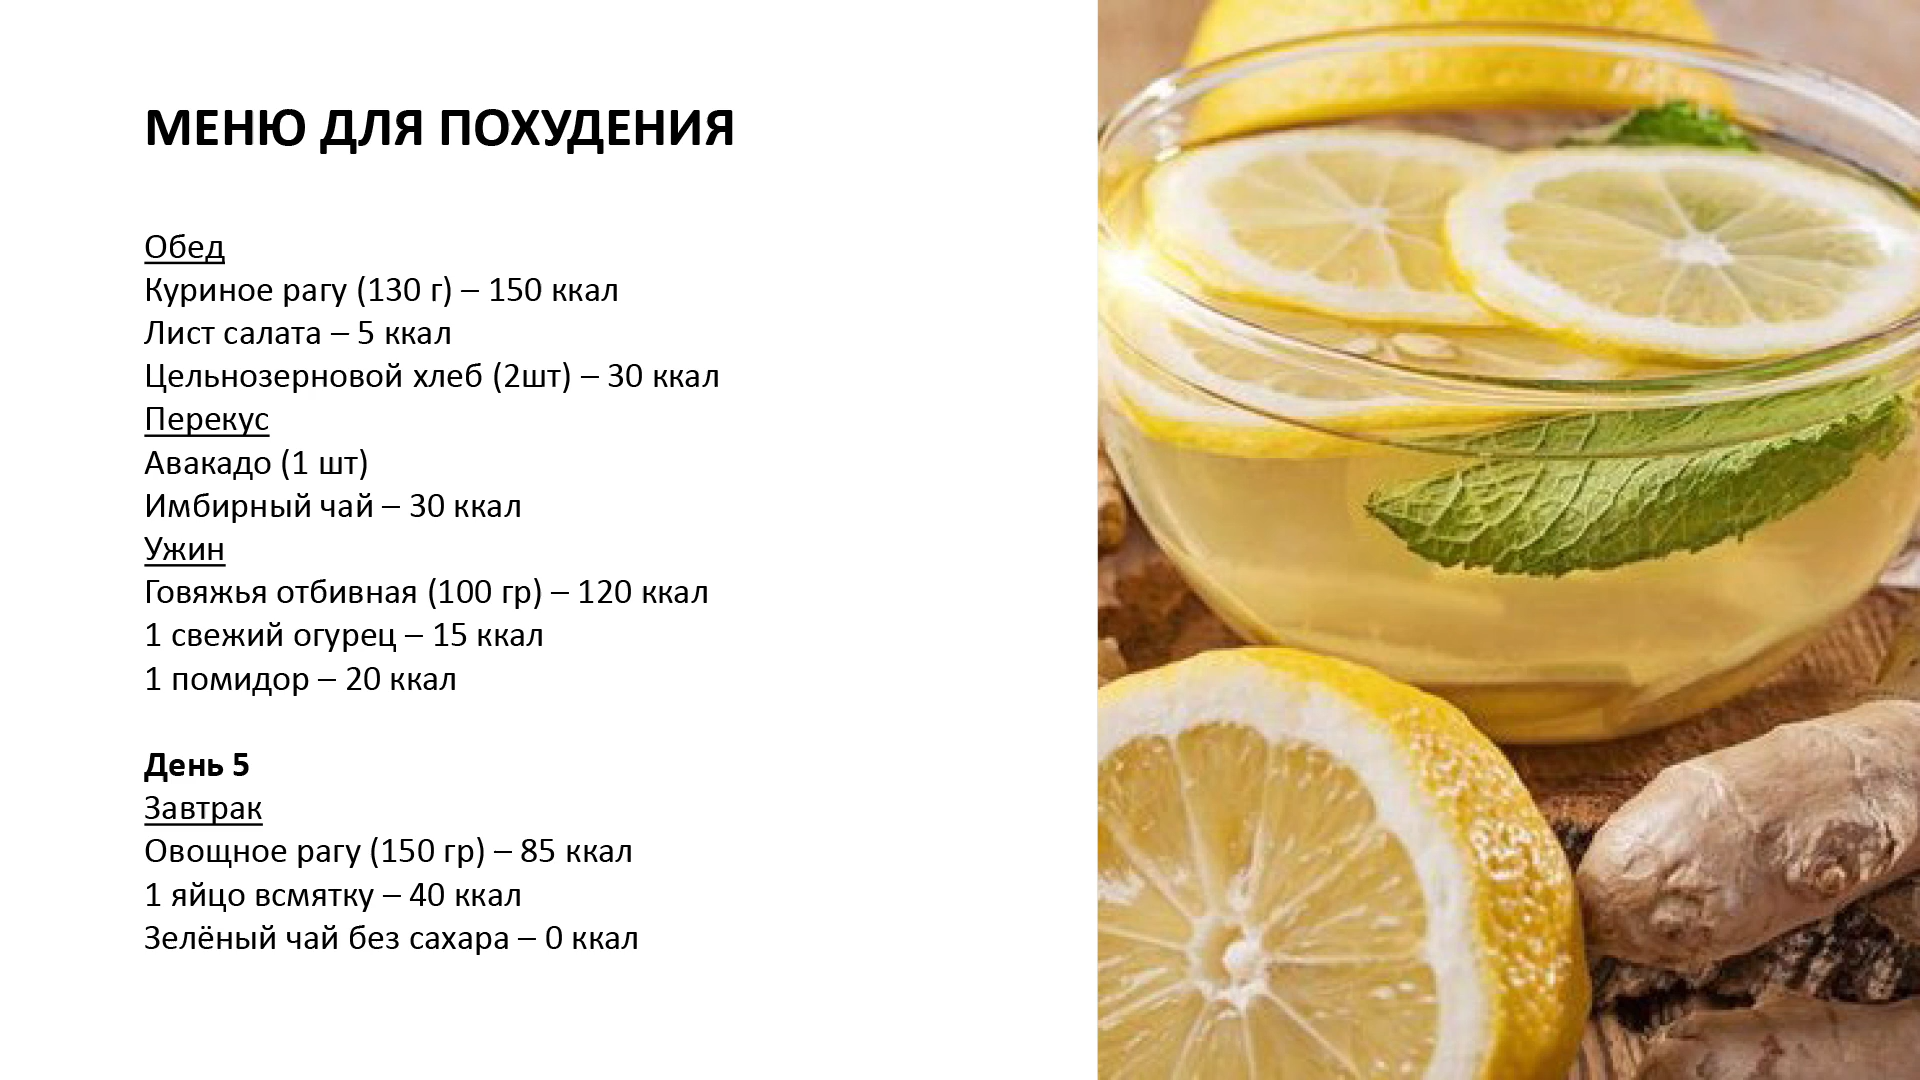 МЕНЮ ДЛЯ ПОХУДЕНИЯ
Обед
Куриное рагу (130 г) – 150 ккал
Лист салата – 5 ккал
Цельнозерновой хлеб (2шт) – 30 ккал
Перекус
Авакадо (1 шт)
Имбирный чай – 30 ккал
Ужин
Говяжья отбивная (100 гр) – 120 ккал
1 свежий огурец – 15 ккал
1 помидор – 20 ккал
День 5
Завтрак
Овощное рагу (150 гр) – 85 ккал
1 яйцо всмятку – 40 ккал
Зелёный чай без сахара – 0 ккал